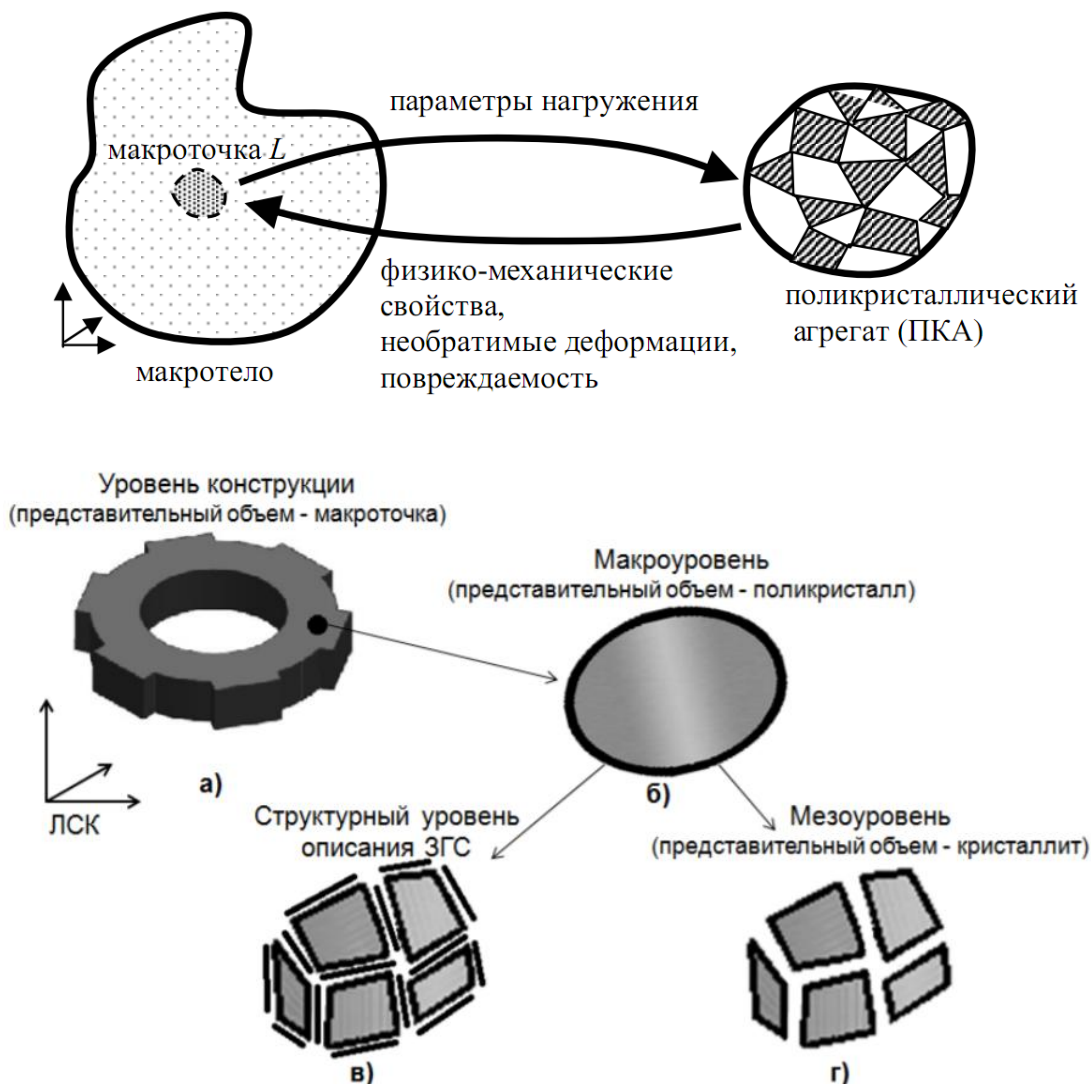 параметры нагружения
макроточка L
физико-механические
свойства,
необратимые деформации,
повреждаемость
поликристаллический
агрегат (ПКА)
макротело
Уровень конструкции
(представительный объем - макроточка)
Макроуровень
(представительный объем - поликристалл)
а)
ЛСК
б)
Структурный уровень
описания ЗГС
Мезоуровень
(представительный объем - кристаллит)
в)
г)